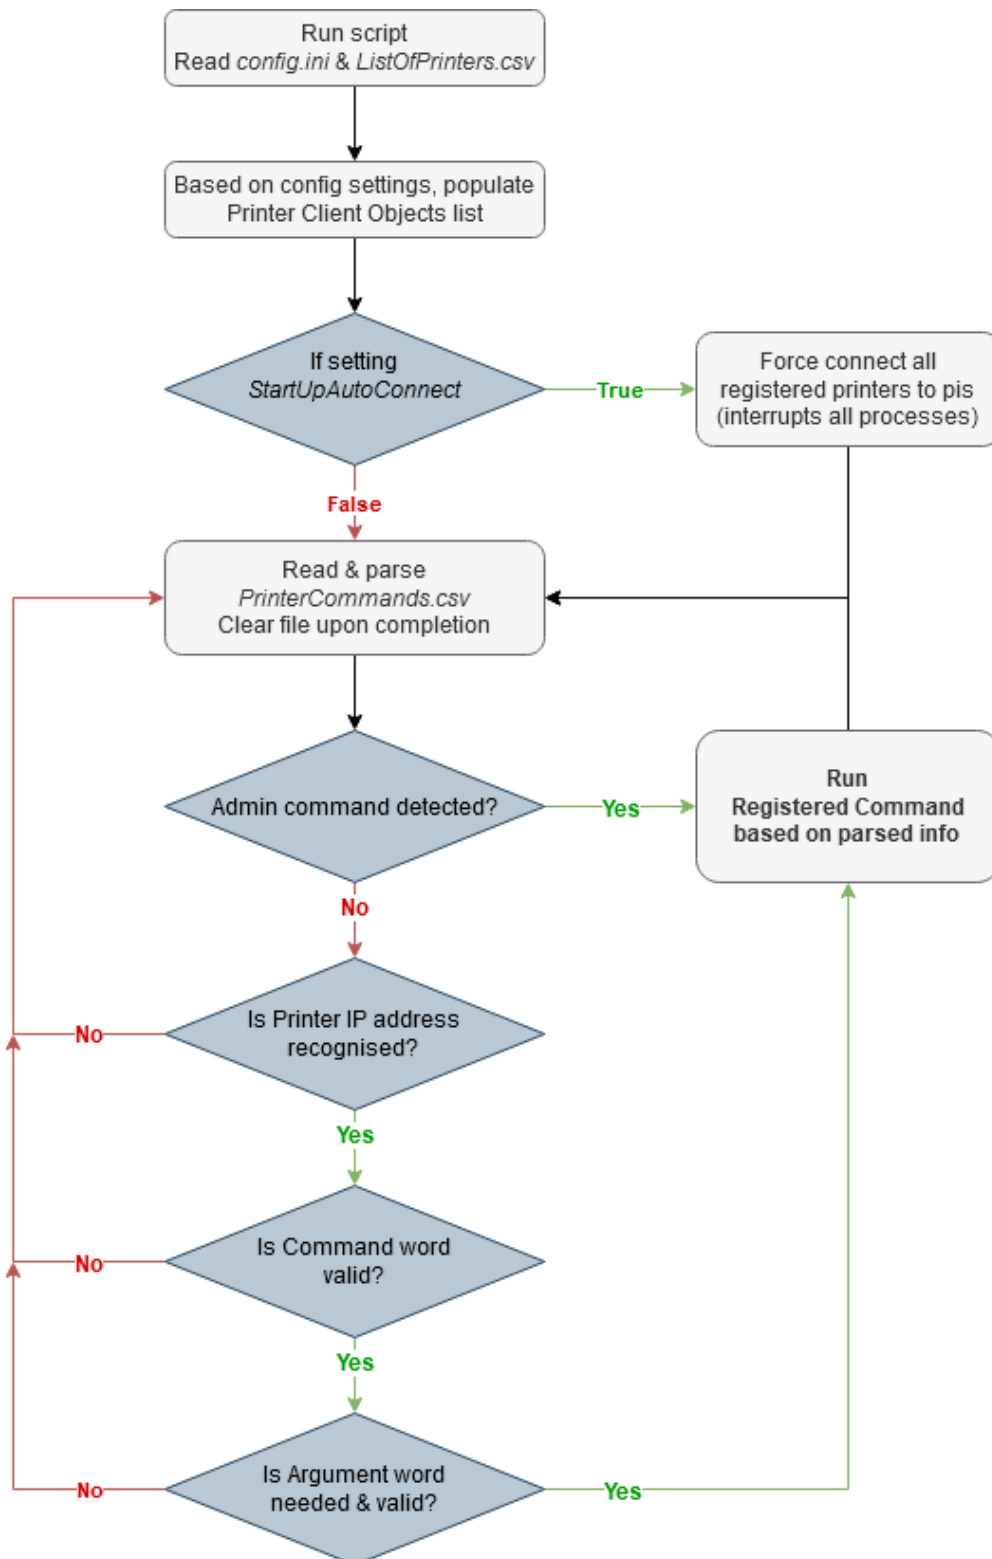 Run script
Read config.ini & ListOfPrinters.csv
Based on config settings, populate
Printer Client Objects list
If setting
StartUpAutoConnect
True
Force connect all
registered printers to pis
(interrupts all processes)
False
Read & parse
PrinterCommands.csv
Clear file upon completion
Admin command detected?
Yes
Run
Registered Command
based on parsed info
No
Is Printer IP address
recognised?
No
Yes
Is Command word
valid?
No
Yes
Is Argument word
needed & valid?
No
Yes